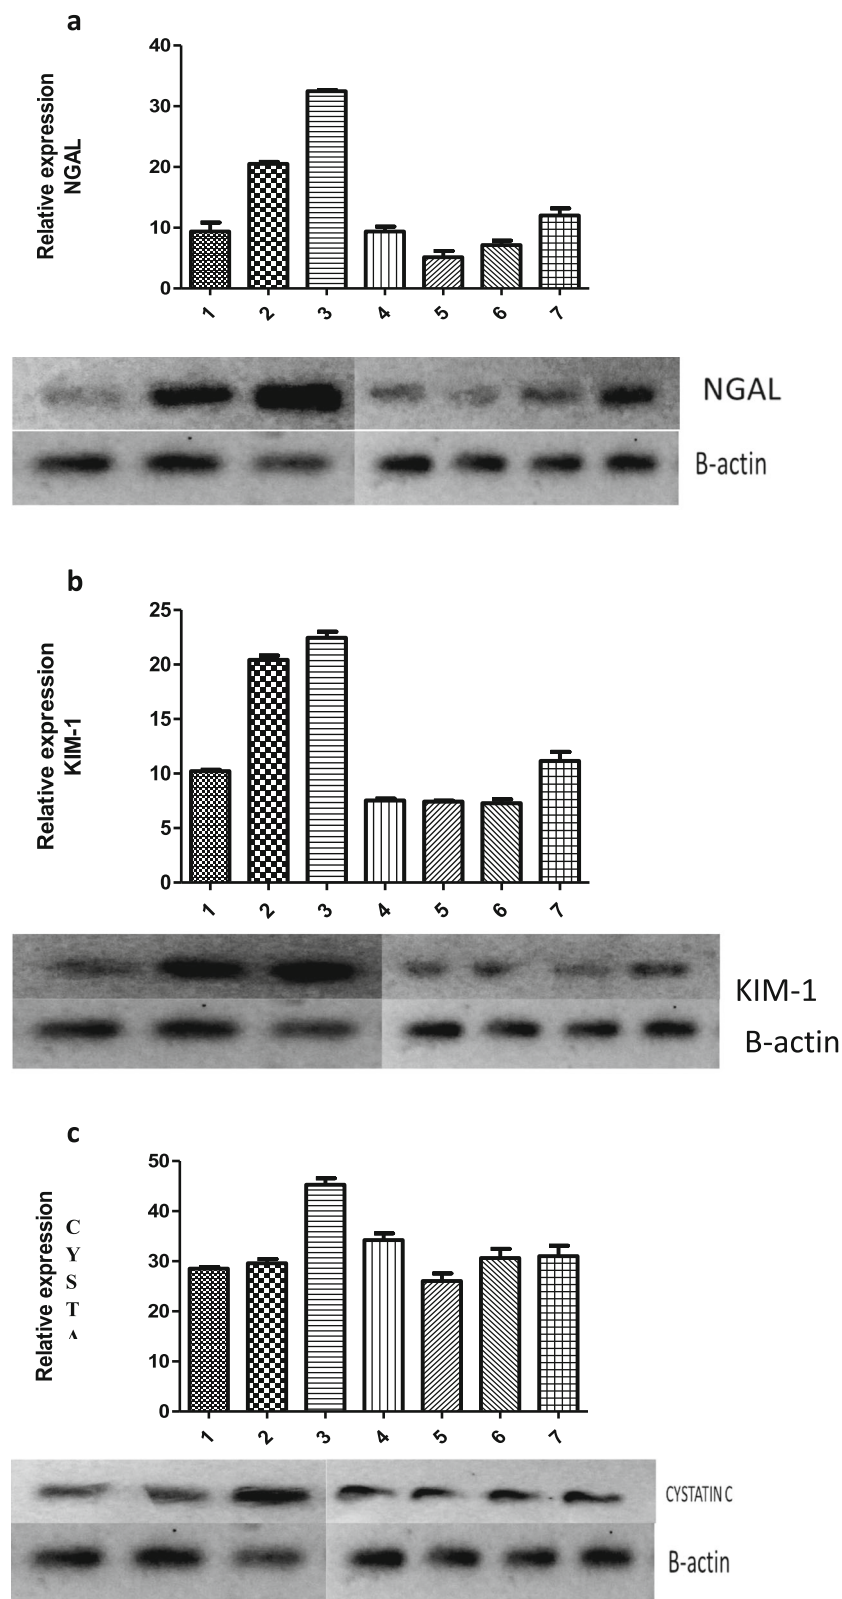 a
Relative expression
NGAL
40
30
20
10
0
1 2 3 4 5 6 7
NGAL
B-actin
b
Relative expression
KIM-1
25
20
15
10
5
0
1 2 3 4 5 6 7
KIM-1
B-actin
c
Relative expression
C
Y
S
T
50
40
30
20
10
0
1 2 3 4 5 6 7
CYSTATIN C
B-actin